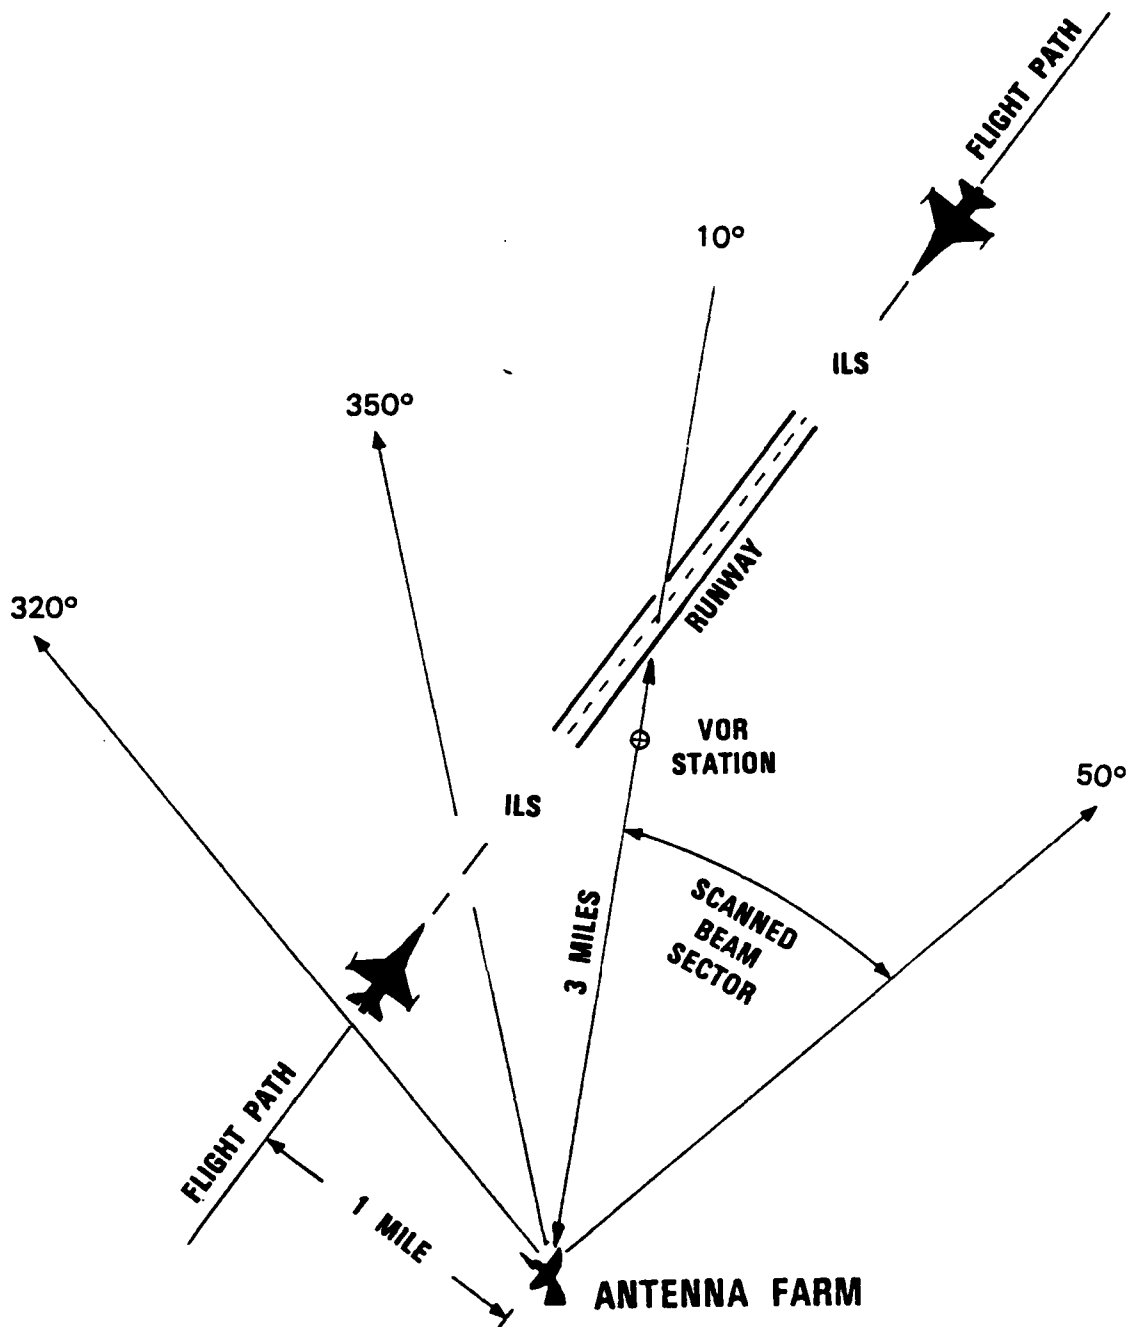 FLIGHT PATH
10°
ILS
350°
RUNWAY
320°
VOR
STATION
50°
ILS
SCANNED
BEAM
SECTOR
3 MILES
FLIGHT PATH
1 MILE
ANTENNA FARM